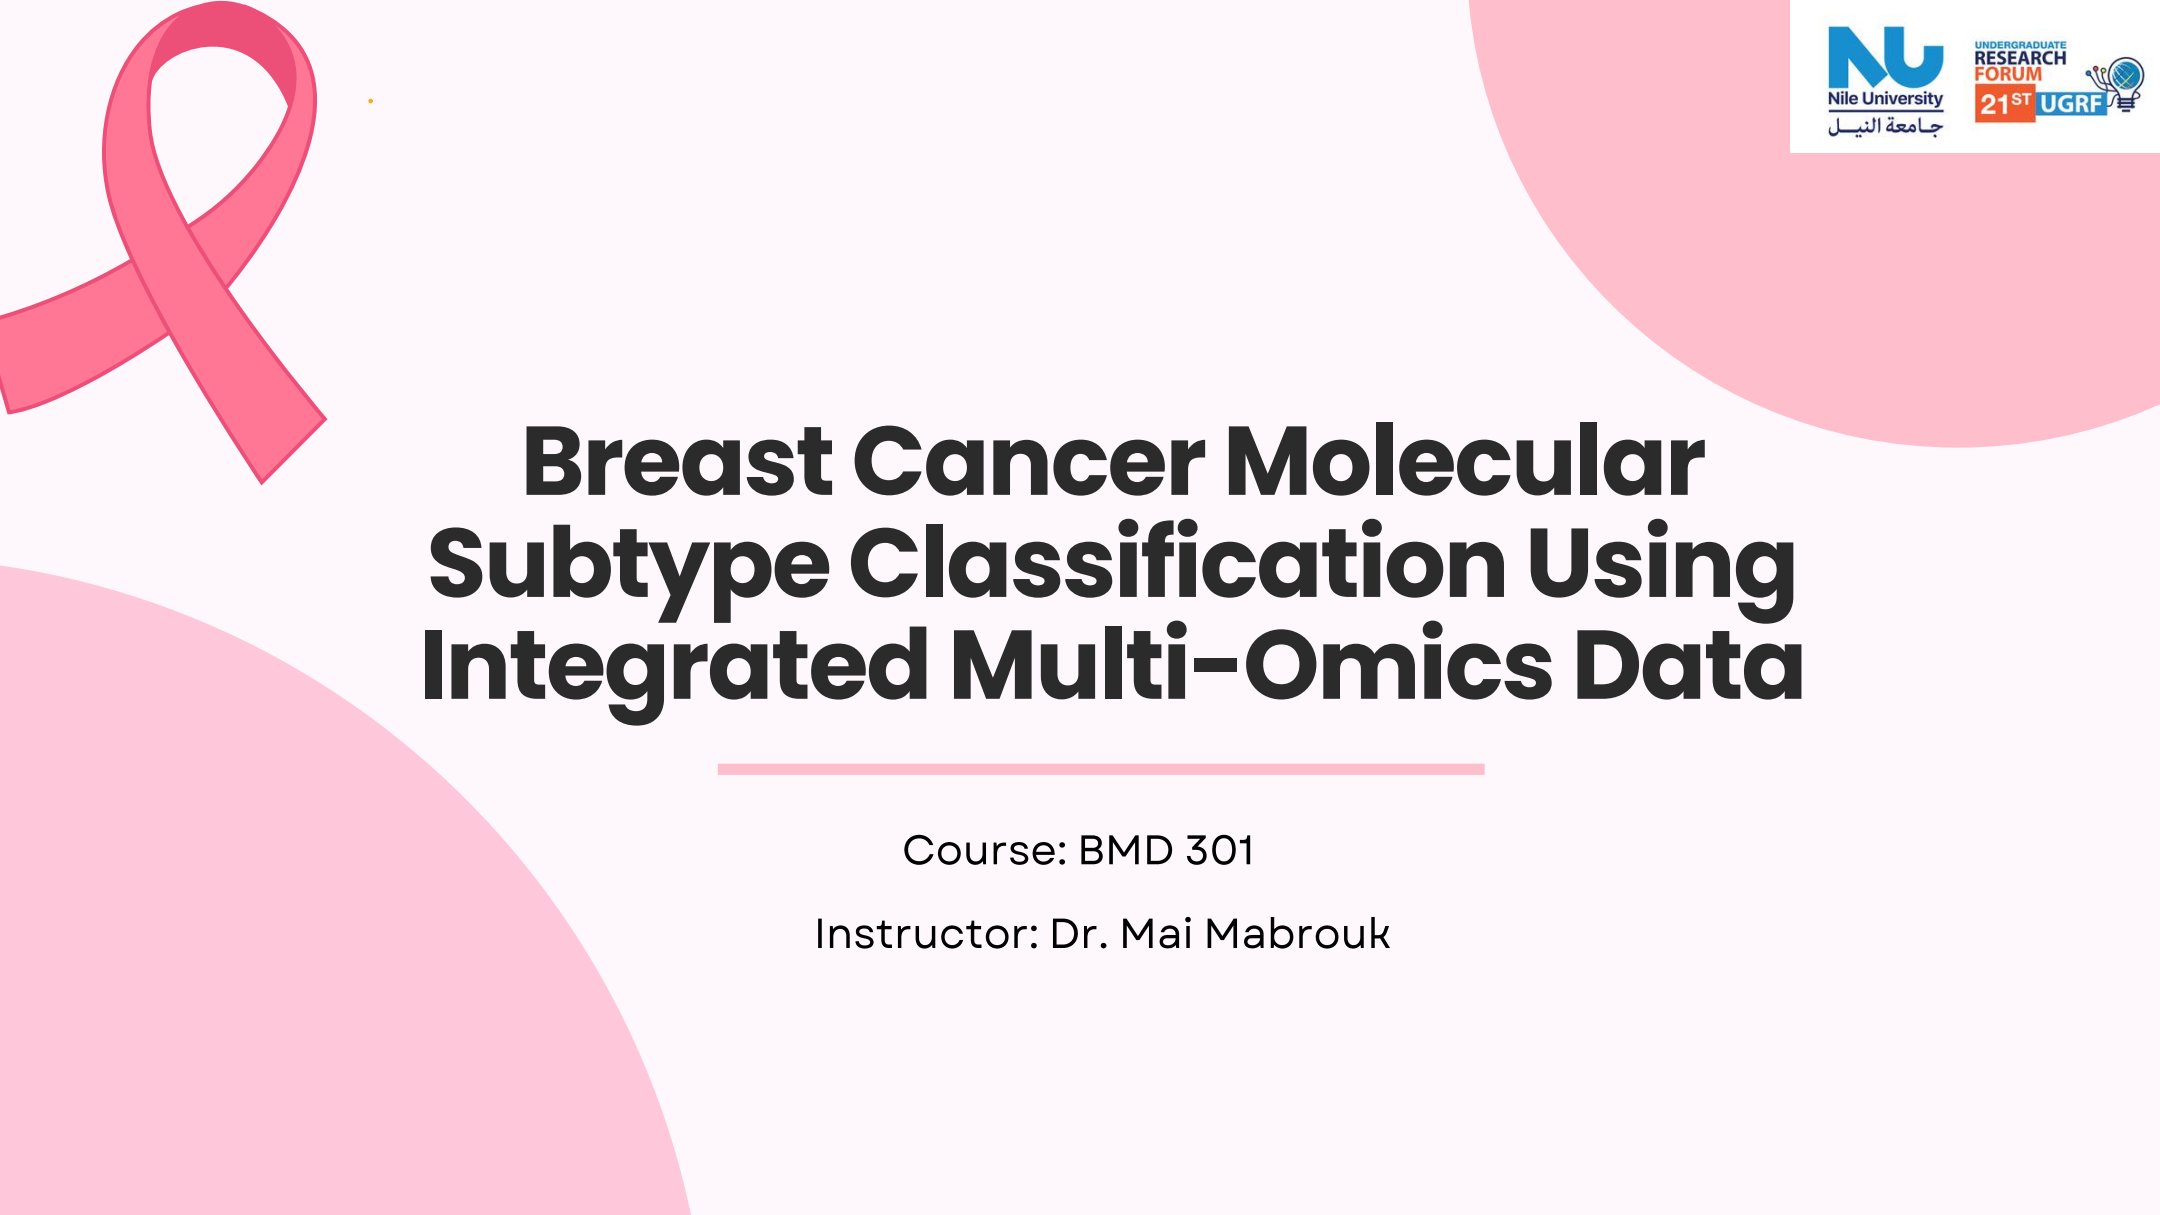 NU
Nile University
جامعة النيل
UNDERGRADUATE
RESEARCH
FORUM
21ST UGRF
Breast Cancer Molecular
Subtype Classification Using
Integrated Multi-Omics Data
Course: BMD 301
Instructor: Dr. Mai Mabrouk